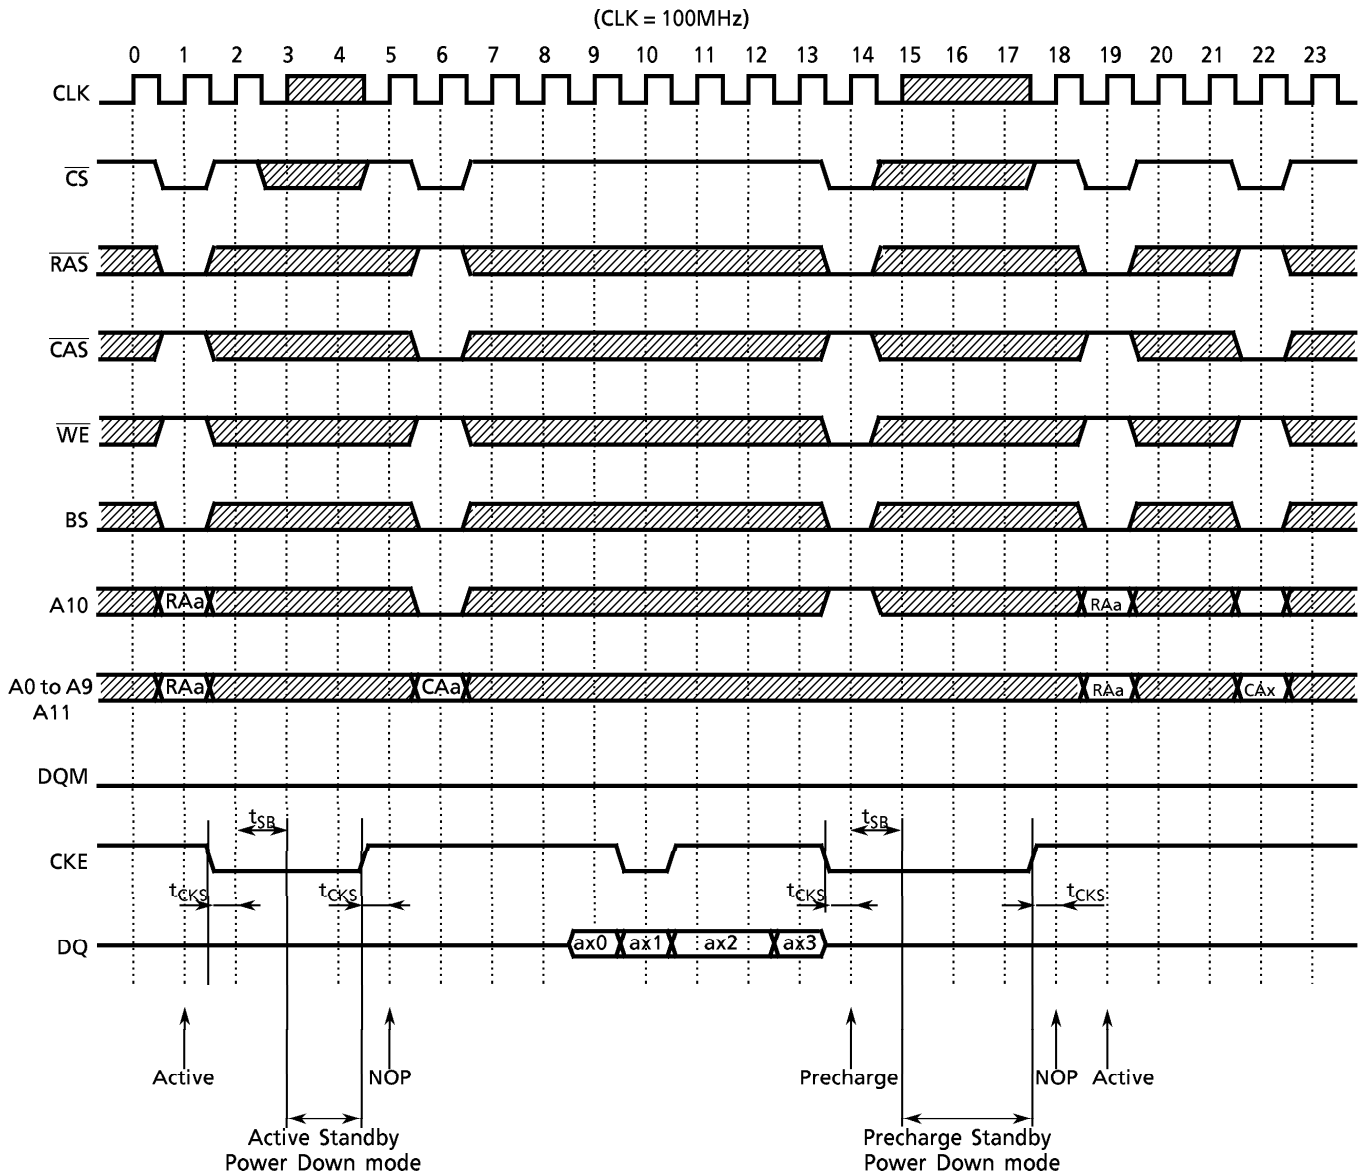 (CLK = 100MHz)
0 1 2 3 4 5 6 7 8 9 10 11 12 13 14 15 16 17 18 19 20 21 22 23
CLK
CS
RAS
CAS
WE
BS
A10 RAa RAa
A0 to A9 RAa CAa RAa CAx
A11
DQM
tSB tSB
CKE
tCKS tCKS tCKS tCKS
DQ ax0 ax1 ax2 ax3
Active NOP Precharge NOP Active
Active Standby Precharge Standby
Power Down mode Power Down mode